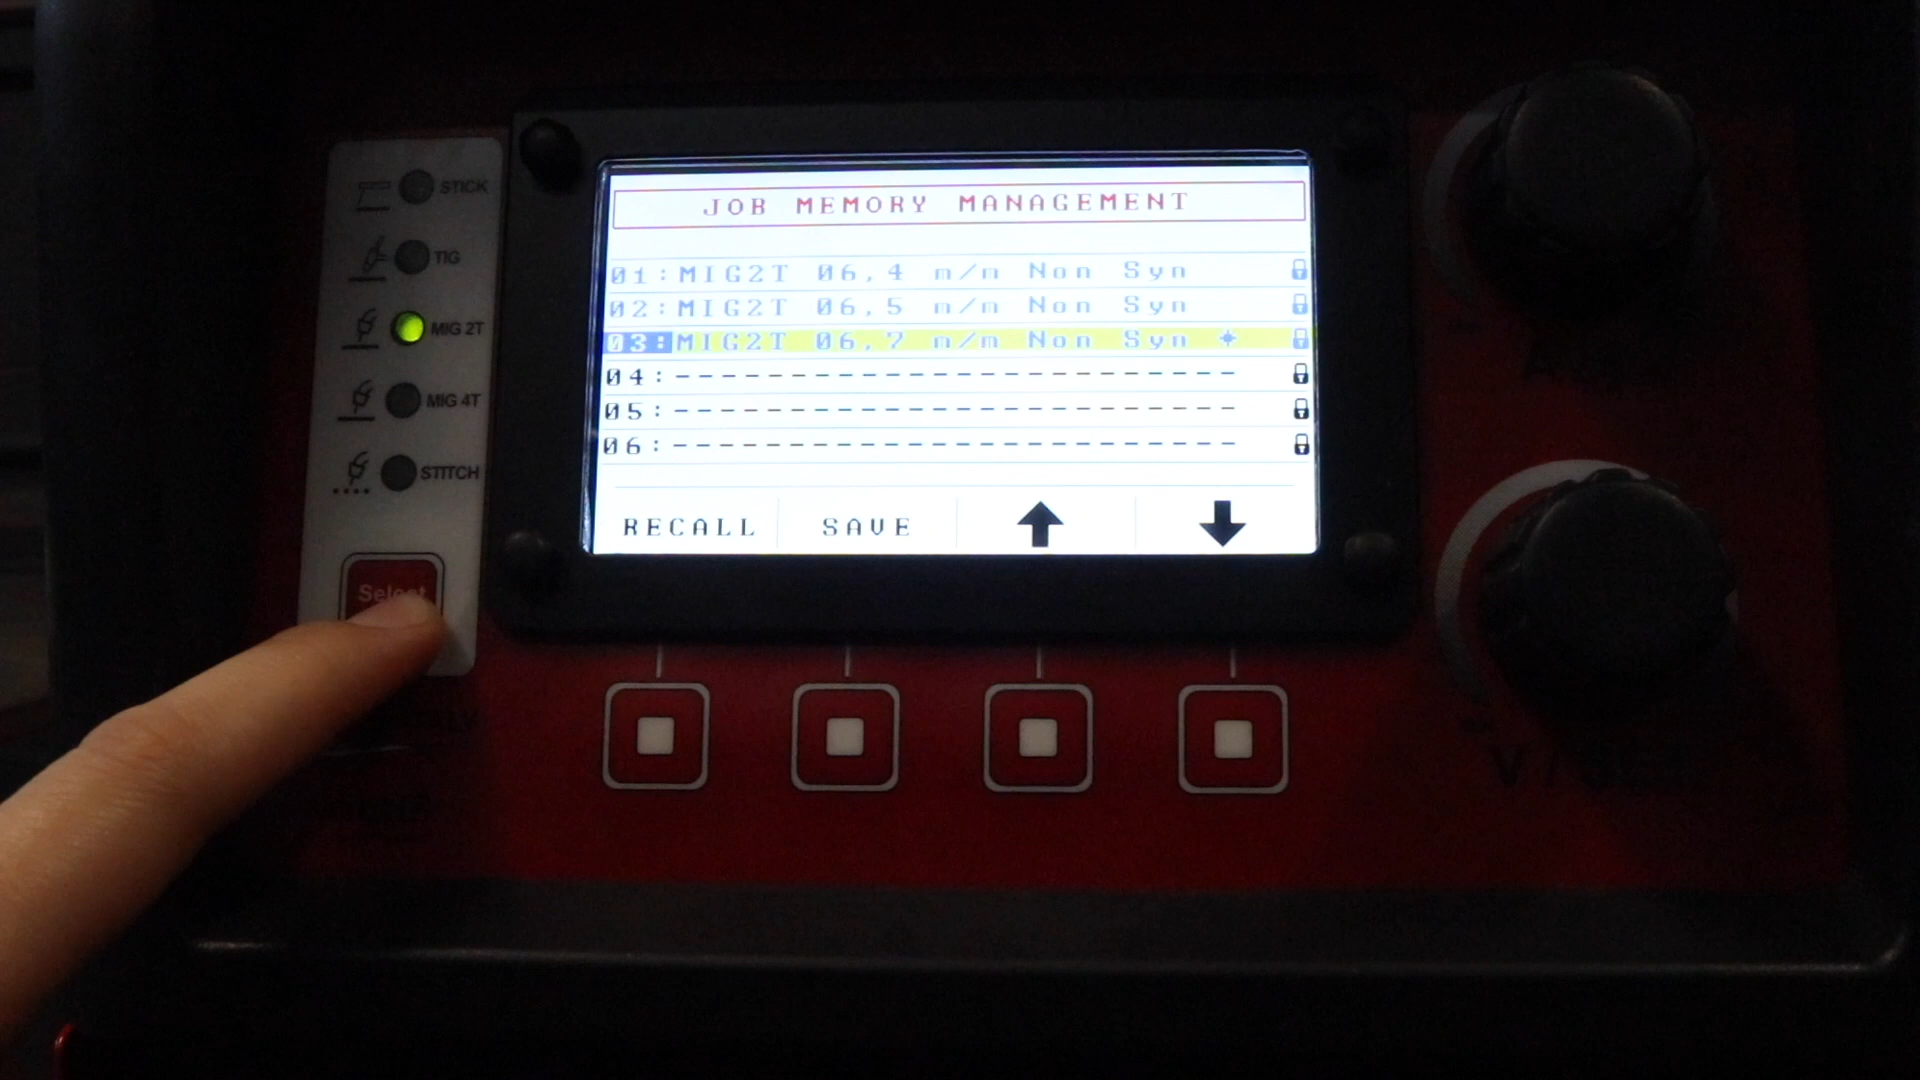 STICK
TIG
MIG 2T
MIG 4T
STITCH
Select
JOB MEMORY MANAGEMENT
01:MIG2T 06,4 m/m Non Syn
02:MIG2T 06,5 m/m Non Syn
03:MIG2T 06,7 m/m Non Syn
04:------------------------
05:------------------------
06:------------------------
RECALL SAVE